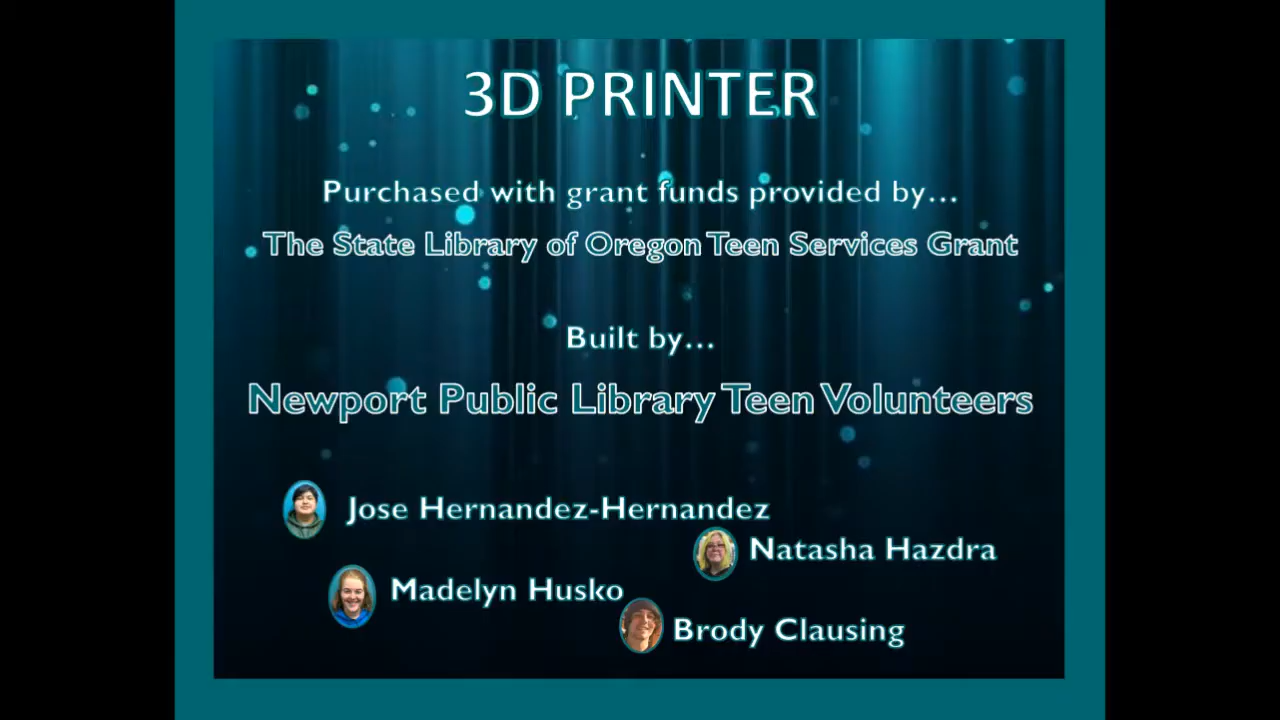 3D PRINTER
Purchased with grant funds provided by...
The State Library of Oregon Teen Services Grant
Built by...
Newport Public Library Teen Volunteers
Jose Hernandez-Hernandez
Natasha Hazdra
Madelyn Husko
Brody Clausing